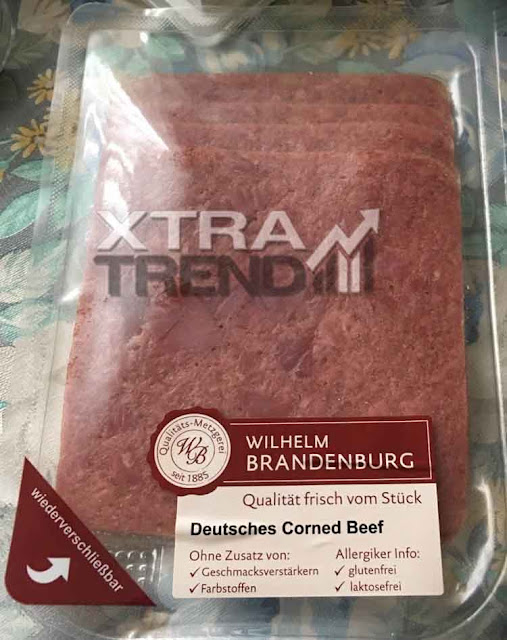 XTRA
TREND
Qualitäts-Metzgerei
WB
seit 1885
WILHELM
BRANDENBURG
Qualität frisch vom Stück
Deutsches Corned Beef
Ohne Zusatz von:
✓ Geschmacksverstärkern
✓ Farbstoffen
Allergiker Info:
✓ glutenfrei
✓ laktosefrei
wiederverschließbar